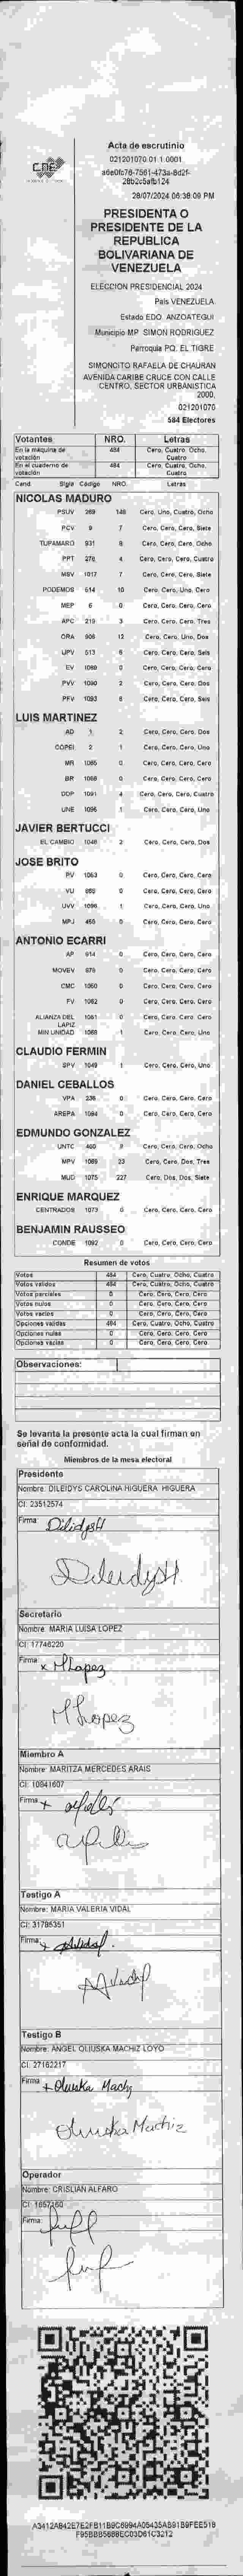 CNE
Acta de escrutinio
021201070.01.1.0001
28/07/2024 06:38:09 PM
PRESIDENTA O
PRESIDENTE DE LA
REPUBLICA
BOLIVARIANA DE
VENEZUELA
ELECCION PRESIDENCIAL 2024
País VENEZUELA
Estado EDO. ANZOATEGUI
Municipio MP. SIMON RODRIGUEZ
Parroquia PQ. EL TIGRE
SIMONCITO RAFAELA DE CHAURAN
AVENIDA CARIBE CRUCE CON CALLE
CENTRO. SECTOR URBANISTICA
2000.
021201070
584 Electores
Votantes NRO. Letras
En la máquina de votación 484 Cero, Cuatro, Ocho, Cuatro
En el cuaderno de votación 484 Cero, Cuatro, Ocho, Cuatro
Cand. Sigla Código NRO. Letras
NICOLAS MADURO
PSUV 269 148 Cero, Uno, Cuatro, Ocho
PCV 9 7 Cero, Cero, Cero, Siete
TUPAMARO 931 8 Cero, Cero, Cero, Ocho
PPT 276 4 Cero, Cero, Cero, Cuatro
MSV 1017 7 Cero, Cero, Cero, Siete
PODEMOS 614 10 Cero, Cero, Uno, Cero
MEP 6 0 Cero, Cero, Cero, Cero
APC 219 3 Cero, Cero, Cero, Tres
ORA 606 12 Cero, Cero, Uno, Dos
UPV 513 6 Cero, Cero, Cero, Seis
EV 1080 0 Cero, Cero, Cero, Cero
PVV 1090 2 Cero, Cero, Cero, Dos
PFV 1093 6 Cero, Cero, Cero, Seis
LUIS MARTINEZ
AD 1 2 Cero, Cero, Cero, Dos
COPEI 2 1 Cero, Cero, Cero, Uno
MR 1085 0 Cero, Cero, Cero, Cero
BR 1088 0 Cero, Cero, Cero, Cero
DDP 1091 4 Cero, Cero, Cero, Cuatro
UNE 1096 1 Cero, Cero, Cero, Uno
JAVIER BERTUCCI
EL CAMBIO 1048 2 Cero, Cero, Cero, Dos
JOSE BRITO
PV 1063 0 Cero, Cero, Cero, Cero
VU 868 0 Cero, Cero, Cero, Cero
UVV 1086 1 Cero, Cero, Cero, Uno
MPJ 458 0 Cero, Cero, Cero, Cero
ANTONIO ECARRI
AP 914 0 Cero, Cero, Cero, Cero
MOVEV 876 0 Cero, Cero, Cero, Cero
CMC 1050 0 Cero, Cero, Cero, Cero
FV 1062 0 Cero, Cero, Cero, Cero
ALIANZA DEL LAPIZ 1061 0 Cero, Cero, Cero, Cero
MIN UNIDAD 1069 1 Cero, Cero, Cero, Uno
CLAUDIO FERMIN
SPV 1049 1 Cero, Cero, Cero, Uno
DANIEL CEBALLOS
VPA 236 0 Cero, Cero, Cero, Cero
AREPA 1084 0 Cero, Cero, Cero, Cero
EDMUNDO GONZALEZ
UNTC 460 8 Cero, Cero, Cero, Ocho
MPV 1069 23 Cero, Cero, Dos, Tres
MUD 1075 227 Cero, Dos, Dos, Siete
ENRIQUE MARQUEZ
CENTRADOS 1073 0 Cero, Cero, Cero, Cero
BENJAMIN RAUSSEO
CONDE 1092 0 Cero, Cero, Cero, Cero
Resumen de votos
Votos 484 Cero, Cuatro, Ocho, Cuatro
Votos válidos 484 Cero, Cuatro, Ocho, Cuatro
Votos parciales 0 Cero, Cero, Cero, Cero
Votos nulos 0 Cero, Cero, Cero, Cero
Votos vacíos 0 Cero, Cero, Cero, Cero
Opciones válidas 484 Cero, Cuatro, Ocho, Cuatro
Opciones nulas 0 Cero, Cero, Cero, Cero
Opciones vacías 0 Cero, Cero, Cero, Cero
Observaciones:
Se levanta la presente acta la cual firman en
señal de conformidad.
Miembros de la mesa electoral
Presidente
Nombre: DILEIDYS CAROLINA HIGUERA HIGUERA
CI: 23512574
Firma: DileidysH
DileidysH
Secretario
Nombre: MARIA LUISA LOPEZ
CI: 17746220
Firma: x MLopez
MLopez
Miembro A
Nombre: MARITZA MERCEDES ARAIS
CI: 10941607
Firma: x
Testigo A
Nombre: MARIA VALERIA VIDAL
CI: 31785351
Firma: x AVidal
AVidal
Testigo B
Nombre: ANGEL OLIUSKA MACHIZ LOYO
CI: 27162217
Firma: + Oliuska Machiz
Oliuska Machiz
Operador
Nombre: CRISLIAN ALFARO
Firma: